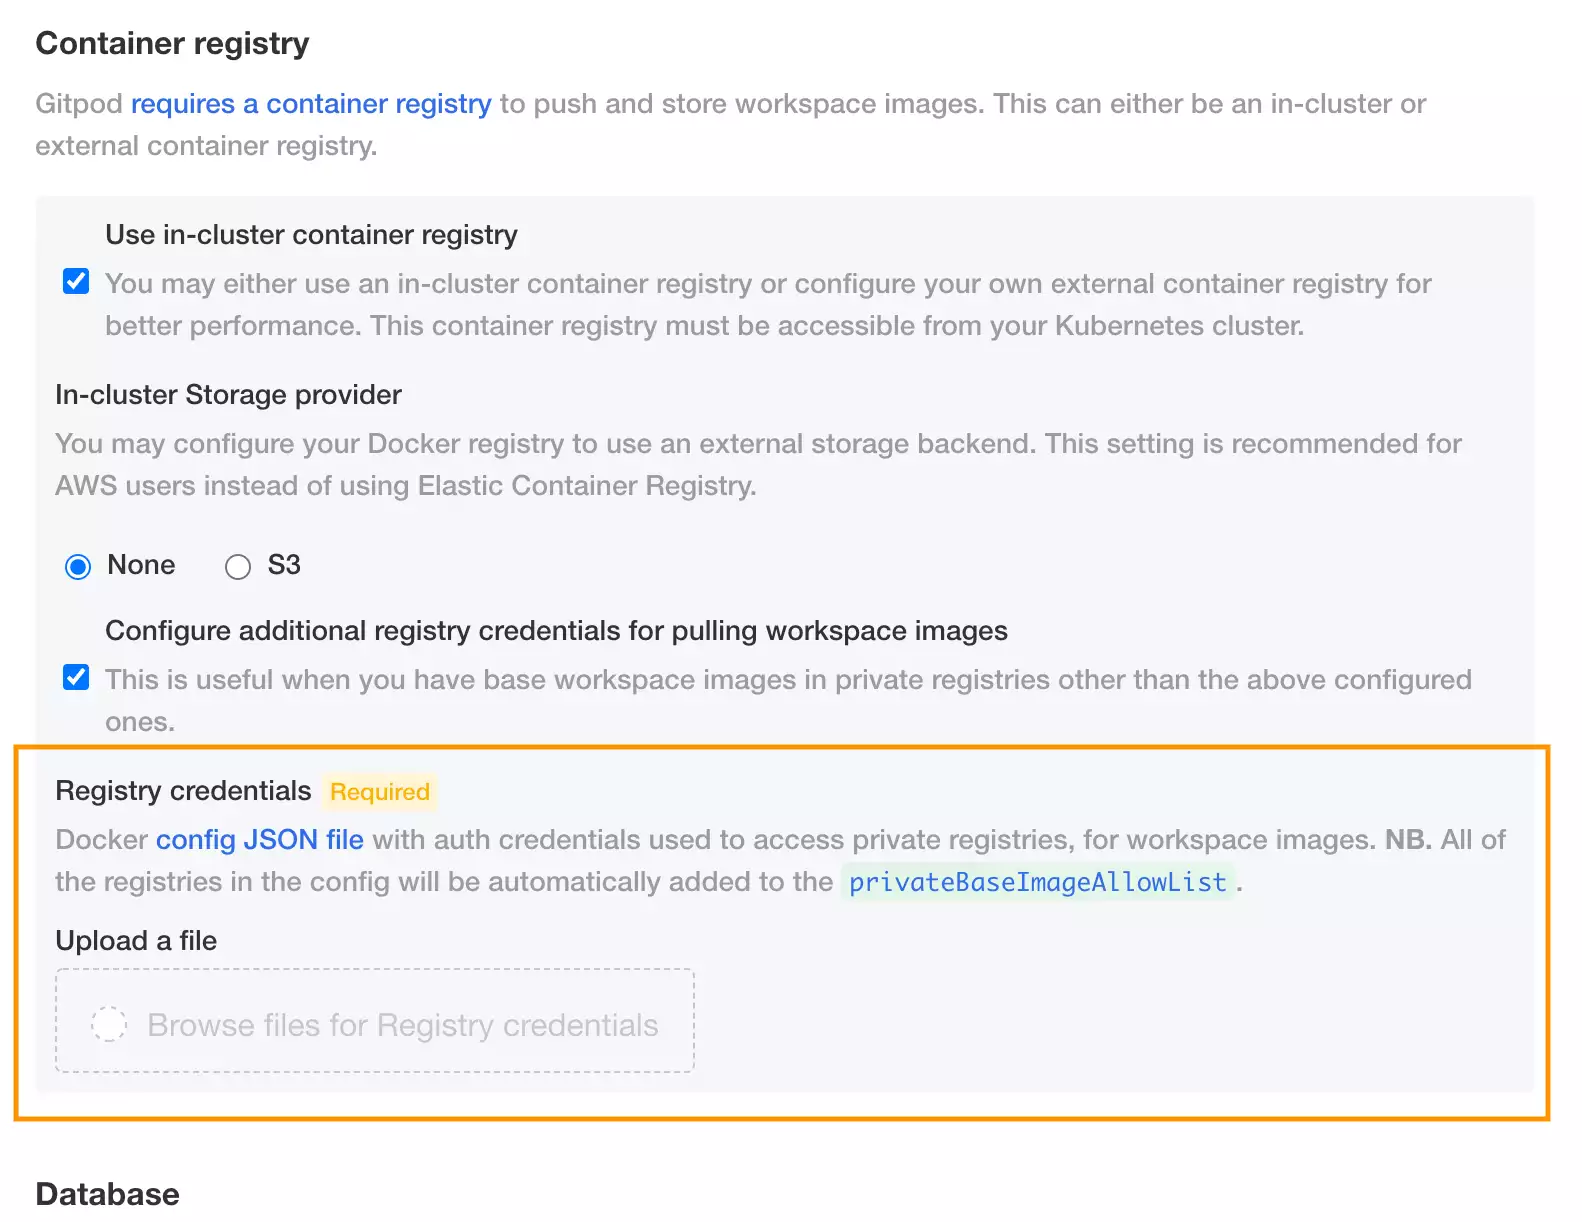 Container registry
Gitpod requires a container registry to push and store workspace images. This can either be an in-cluster or
external container registry.
Use in-cluster container registry
You may either use an in-cluster container registry or configure your own external container registry for
better performance. This container registry must be accessible from your Kubernetes cluster.
In-cluster Storage provider
You may configure your Docker registry to use an external storage backend. This setting is recommended for
AWS users instead of using Elastic Container Registry.
None S3
Configure additional registry credentials for pulling workspace images
This is useful when you have base workspace images in private registries other than the above configured
ones.
Registry credentials Required
Docker config JSON file with auth credentials used to access private registries, for workspace images. NB. All of
the registries in the config will be automatically added to the privateBaseImageAllowList .
Upload a file
Browse files for Registry credentials
Database